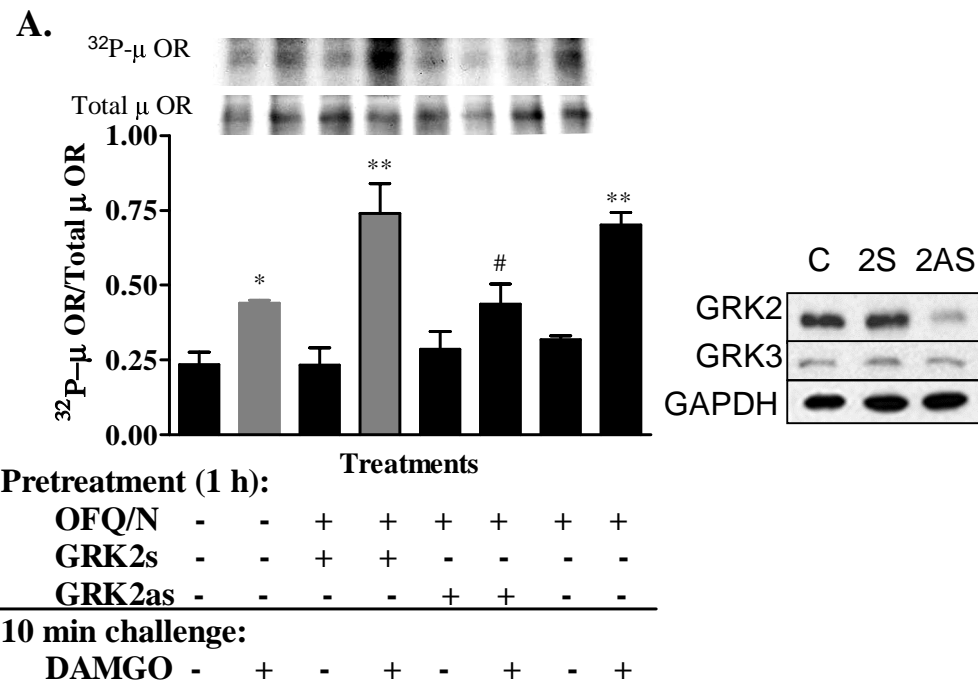 A.
³²P-μ OR
Total μ OR
³²P–μ OR/Total μ OR
1.00
0.75
0.50
0.25
0.00
*
**
#
**
Treatments
C 2S 2AS
GRK2
GRK3
GAPDH
Pretreatment (1 h):
OFQ/N - - + + + + + +
GRK2s - - + + - - - -
GRK2as - - - - + + - -
10 min challenge:
DAMGO - + - + - + - +